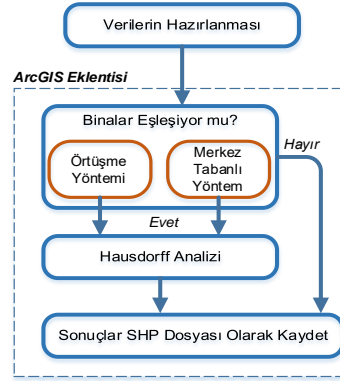 Verilerin Hazırlanması
ArcGIS Eklentisi
Binalar Eşleşiyor mu?
Örtüşme
Yöntemi
Merkez
Tabanlı
Yöntem
Hayır
Evet
Hausdorff Analizi
Sonuçlar SHP Dosyası Olarak Kaydet